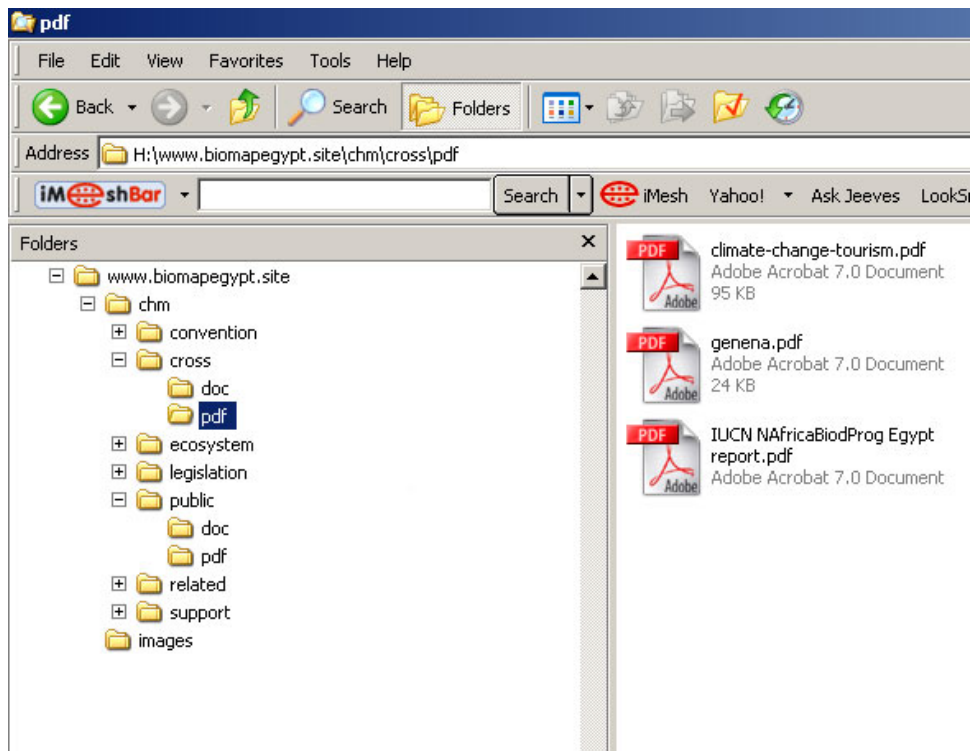 pdf
File Edit View Favorites Tools Help
Back Search Folders
Address H:\www.biomapegypt.site\chm\cross\pdf
iMeshBar Search iMesh Yahoo! Ask Jeeves LookS
Folders
www.biomapegypt.site
chm
convention
cross
doc
pdf
ecosystem
legislation
public
doc
pdf
related
support
images
PDF
Adobe
climate-change-tourism.pdf
Adobe Acrobat 7.0 Document
95 KB
PDF
Adobe
genena.pdf
Adobe Acrobat 7.0 Document
24 KB
PDF
Adobe
IUCN NAfricaBiodProg Egypt
report.pdf
Adobe Acrobat 7.0 Document